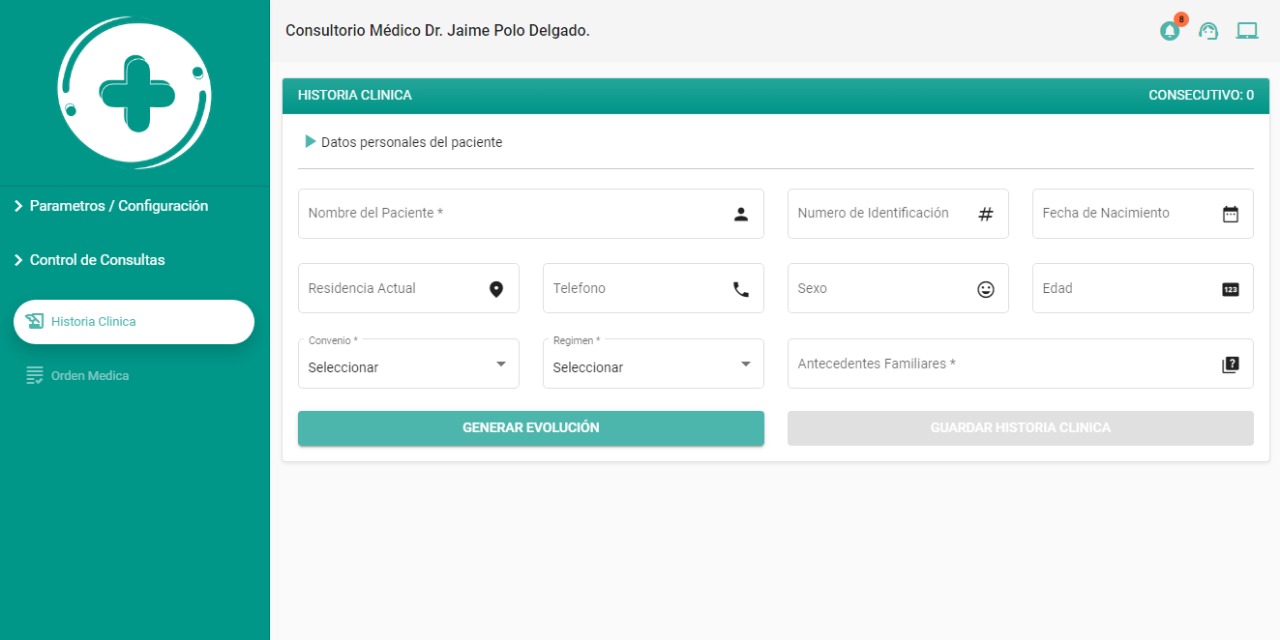 Consultorio Médico Dr. Jaime Polo Delgado.
8
Parametros / Configuración
Control de Consultas
Historia Clinica
Orden Medica
HISTORIA CLINICA
CONSECUTIVO: 0
Datos personales del paciente
Nombre del Paciente *
Numero de Identificación
#
Fecha de Nacimiento
Residencia Actual
Telefono
Sexo
Edad
123
Convenio *
Seleccionar
Regimen *
Seleccionar
Antecedentes Familiares *
?
GENERAR EVOLUCIÓN
GUARDAR HISTORIA CLINICA